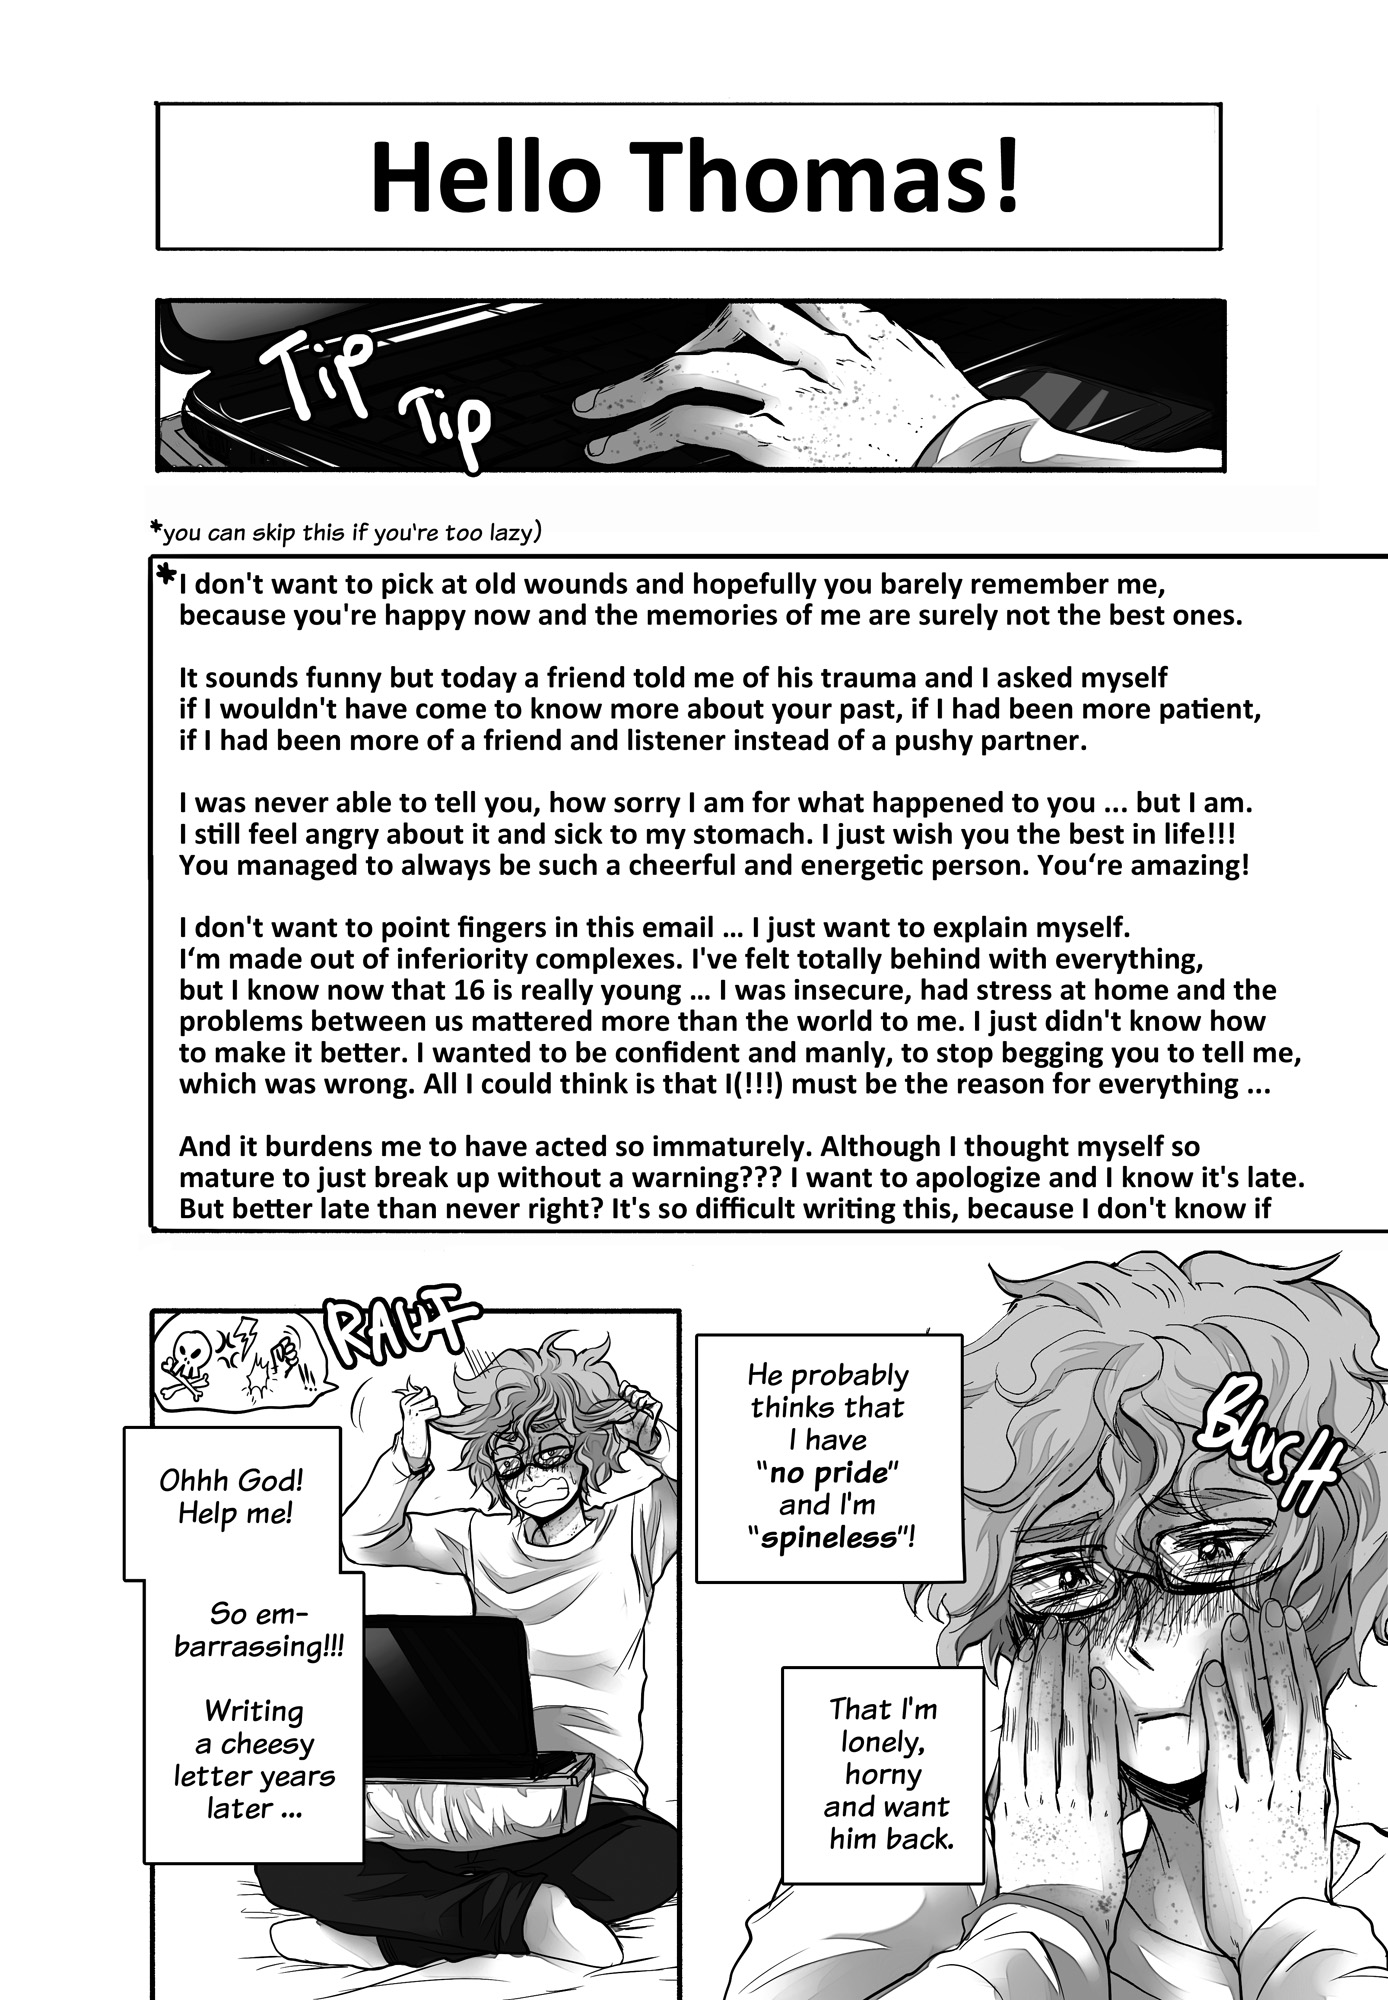 Hello Thomas!
Tip
Tip
*you can skip this if you're too lazy)
*I don't want to pick at old wounds and hopefully you barely remember me,
because you're happy now and the memories of me are surely not the best ones.
It sounds funny but today a friend told me of his trauma and I asked myself
if I wouldn't have come to know more about your past, if I had been more patient,
if I had been more of a friend and listener instead of a pushy partner.
I was never able to tell you, how sorry I am for what happened to you ... but I am.
I still feel angry about it and sick to my stomach. I just wish you the best in life!!!
You managed to always be such a cheerful and energetic person. You‘re amazing!
I don't want to point fingers in this email … I just want to explain myself.
I‘m made out of inferiority complexes. I've felt totally behind with everything,
but I know now that 16 is really young … I was insecure, had stress at home and the
problems between us mattered more than the world to me. I just didn't know how
to make it better. I wanted to be confident and manly, to stop begging you to tell me,
which was wrong. All I could think is that I(!!!) must be the reason for everything ...
And it burdens me to have acted so immaturely. Although I thought myself so
mature to just break up without a warning??? I want to apologize and I know it's late.
But better late than never right? It's so difficult writing this, because I don't know if
RAUF
!!
Ohhh God!
Help me!
So em-
barrassing!!!
Writing
a cheesy
letter years
later ...
He probably
thinks that
I have
"no pride"
and I'm
"spineless"!
Blush
That I'm
lonely,
horny
and want
him back.